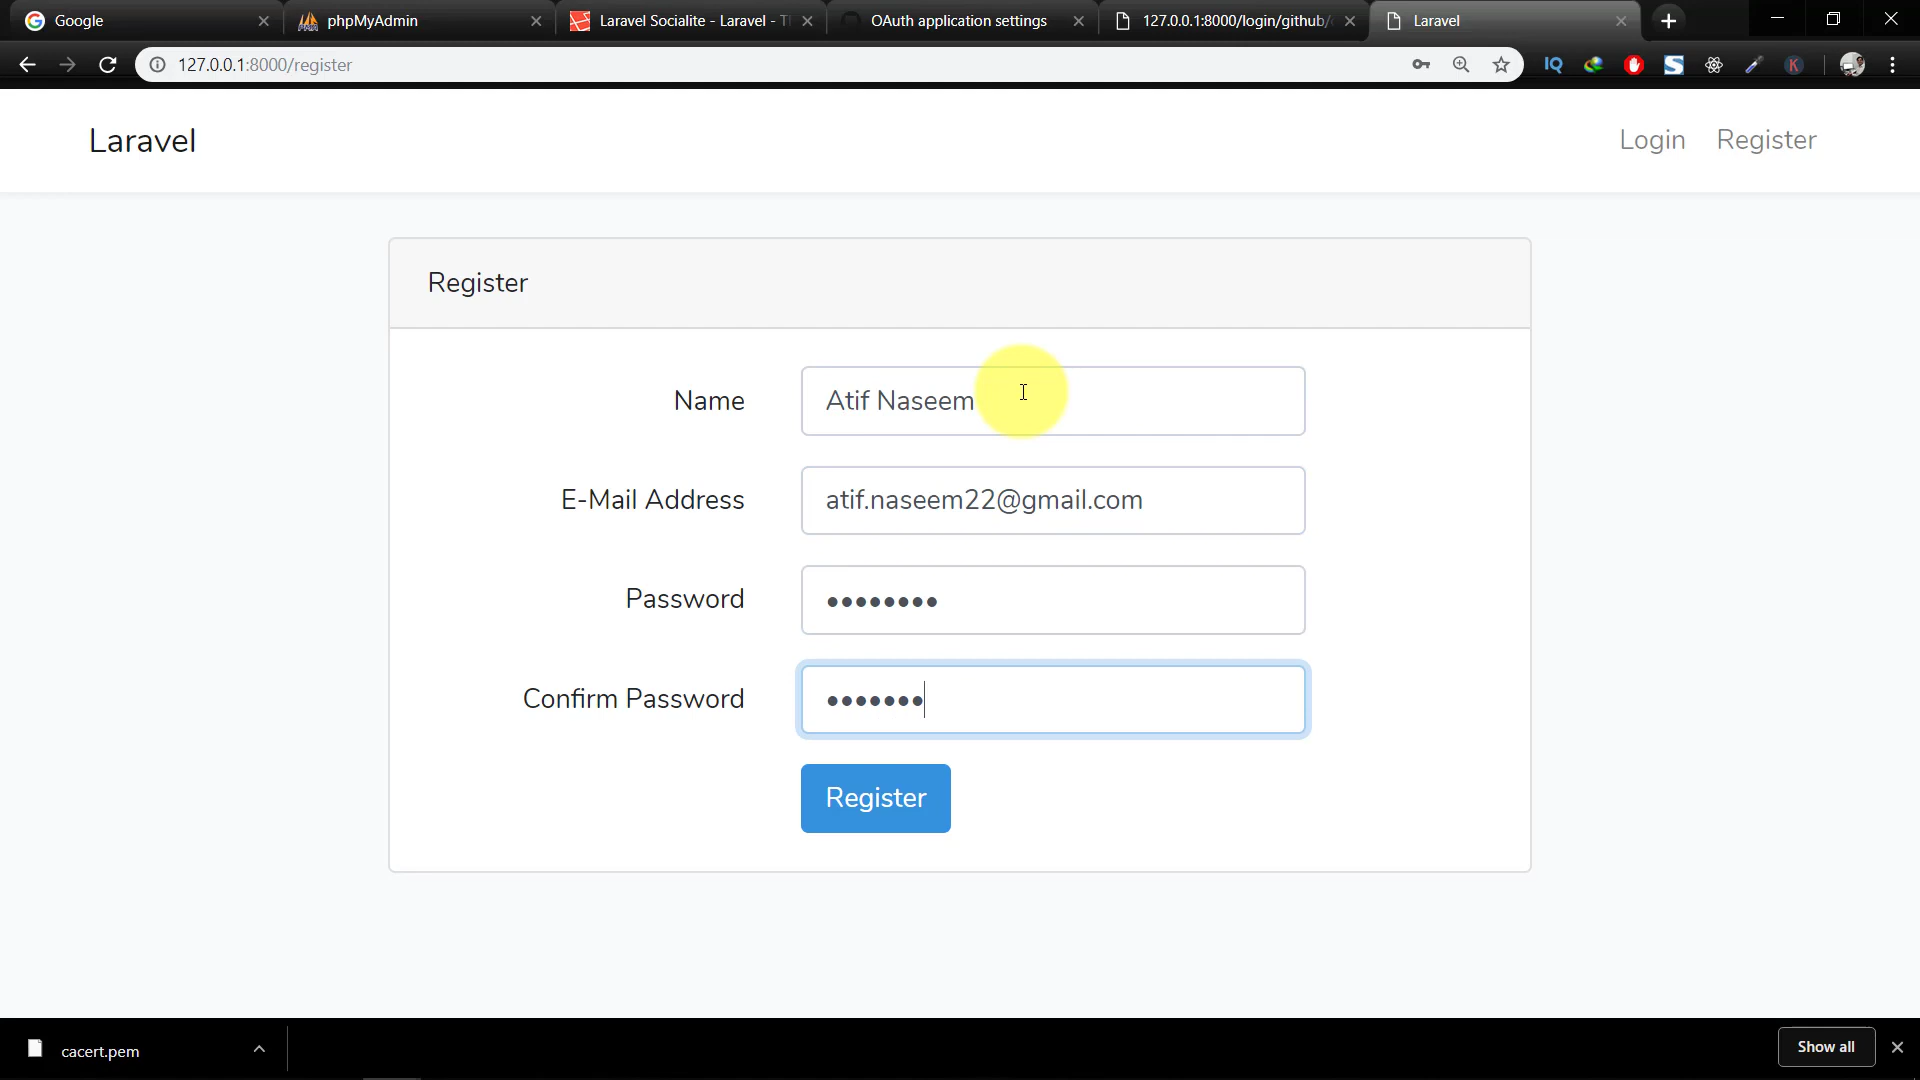 Google
phpMyAdmin
Laravel Socialite - Laravel -
OAuth application settings
127.0.0.1:8000/login/github/
Laravel
127.0.0.1:8000/register
IQ
S
K
Laravel
Login
Register
Register
Name
Atif Naseem
E-Mail Address
atif.naseem22@gmail.com
Password
Confirm Password
Register
cacert.pem
Show all